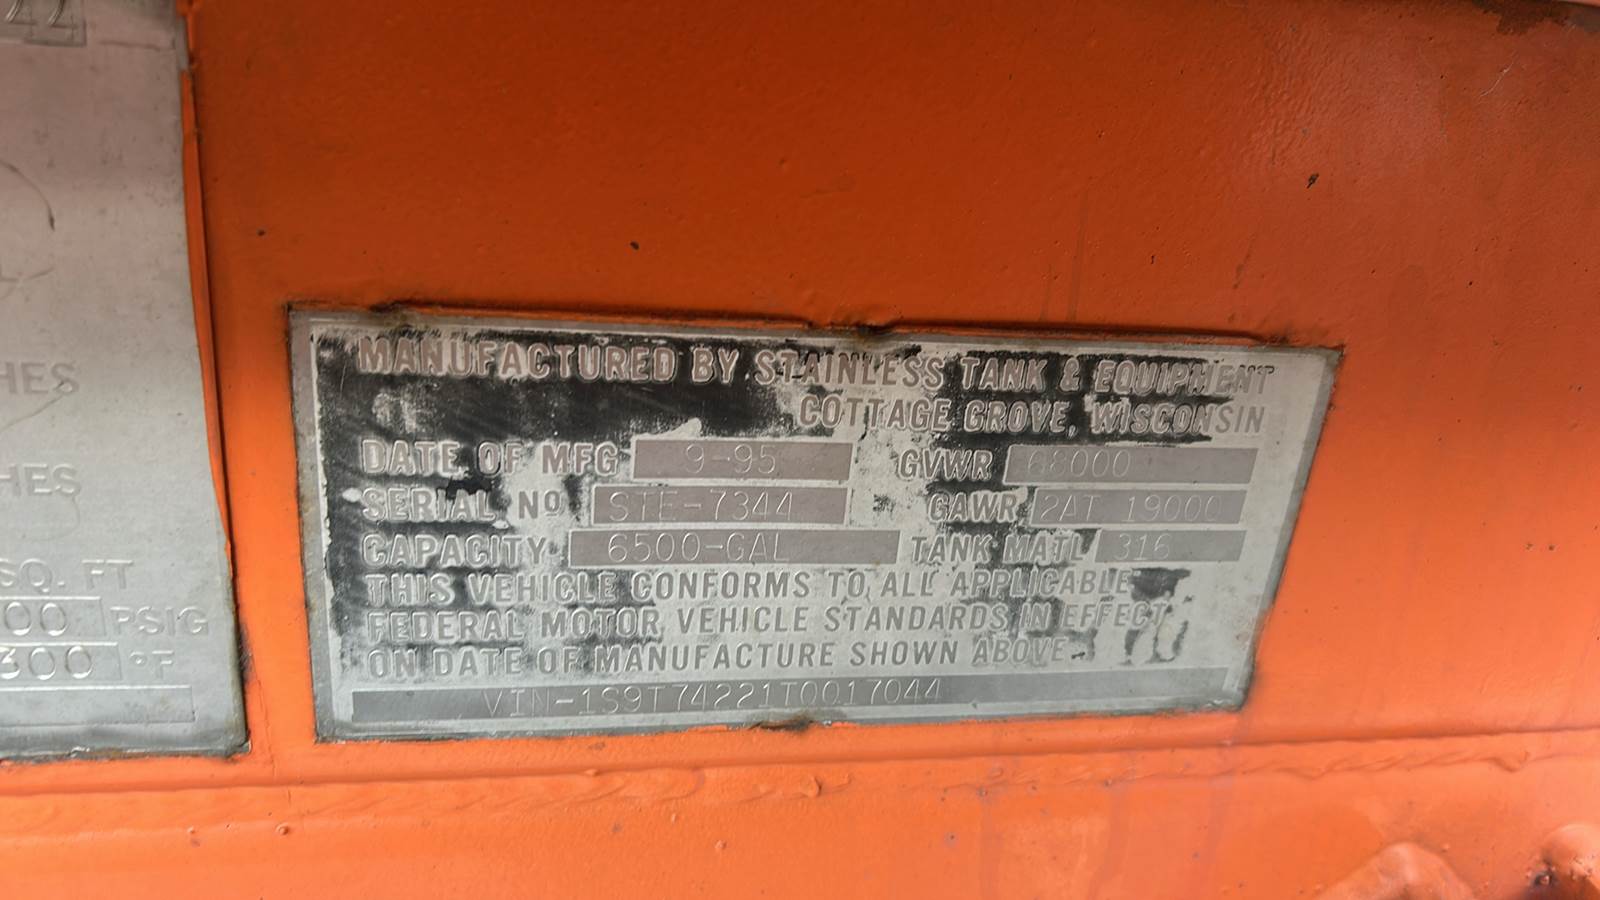 22
HES
HES
SQ. FT
00 PSIG
300 °F
MANUFACTURED BY STAINLESS TANK & EQUIPMENT
COTTAGE GROVE, WISCONSIN
DATE OF MFG 9-95 GVWR 68000
SERIAL NO STE-7344 GAWR 2AT 19000
CAPACITY 6500-GAL TANK MATL 316
THIS VEHICLE CONFORMS TO ALL APPLICABLE
FEDERAL MOTOR VEHICLE STANDARDS IN EFFECT
ON DATE OF MANUFACTURE SHOWN ABOVE
VIN-1S9T74221T0017044